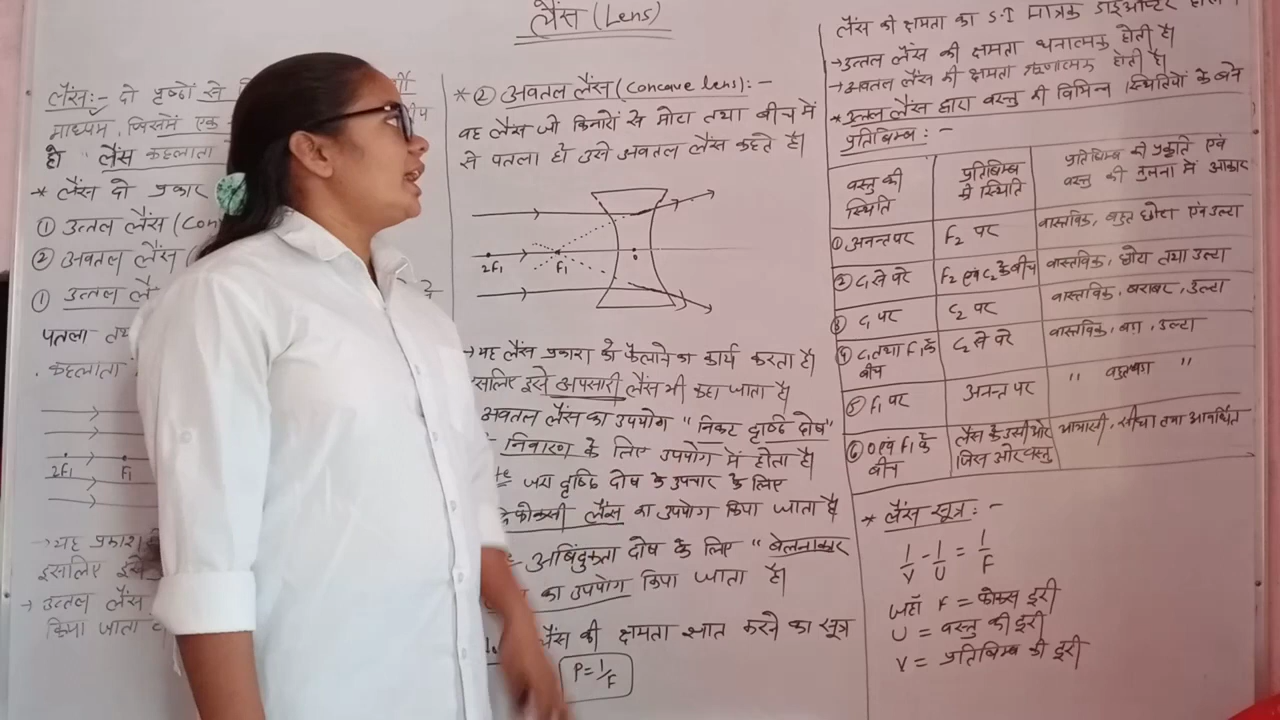 लैंस (Lens)
लैंसः- दो पृष्ठों से
माध्यम, जिसमें एक
हो " लैंस कहलाता
* लैंस दो प्रकार
① उत्तल लैंस (Con
② अवतल लैंस (
① उत्तल लैं
पतला तथ
कहलाता
2F₁ F₁
→ यह प्रकाश
इसलिए इसे
→ उत्तल लैंस
किया जाता
* ② अवतल लैंस (Concave lens): -
वह लैंस जो किनारों से मोटा तथा बीच में
से पतला हो उसे अवतल लैंस कहते है।
2F₁ F₁
→ यह लैंस प्रकाश को फैलाने का कार्य करता है।
सलिए इसे अपसारी लैंस भी कहा जाता है।
अवतल लैंस का उपयोग "निकट दृष्टि दोष"
निवारण के लिए उपयोग में होता है।
जरा दृष्टि दोष के उपचार के लिए
फोकसी लैंस का उपयोग किया जाता है।
अबिंदुकता दोष के लिए "बेलनाकार
का उपयोग किया जाता है।
लैंस की क्षमता ज्ञात करने का सूत्र
P = 1/F
लैंस की क्षमता का S.I मात्रक डाइऑप्टर
→ उत्तल लैंस की क्षमता धनात्मक होती है।
→ अवतल लैंस की क्षमता ऋणात्मक होती है।
* उत्तल लैंस द्वारा वस्तु की विभिन्न स्थितियों के बने
प्रतिबिम्ब : -
वस्तु की स्थिति प्रतिबिम्ब की स्थिति प्रतिबिम्ब की प्रकृति एवं वस्तु की तुलना में आकार
① अनन्त पर F₂ पर वास्तविक, बहुत छोटा एवं उल्टा
② C₁ से परे F₂ एवं C₂ के बीच वास्तविक, छोटा तथा उल्टा
③ C₁ पर C₂ पर वास्तविक, बराबर, उल्टा
④ C₁ तथा F₁ के बीच C₂ से परे वास्तविक, बड़ा, उल्टा
⑤ F₁ पर अनन्त पर " "
⑥ O एवं F₁ के बीच लैंस के उसी ओर जिस ओर वस्तु आभासी, सीधा तथा आवर्धित
* लैंस सूत्र : -
1/V - 1/U = 1/F
जहाँ F = फोकस दूरी
U = वस्तु की दूरी
V = प्रतिबिम्ब की दूरी